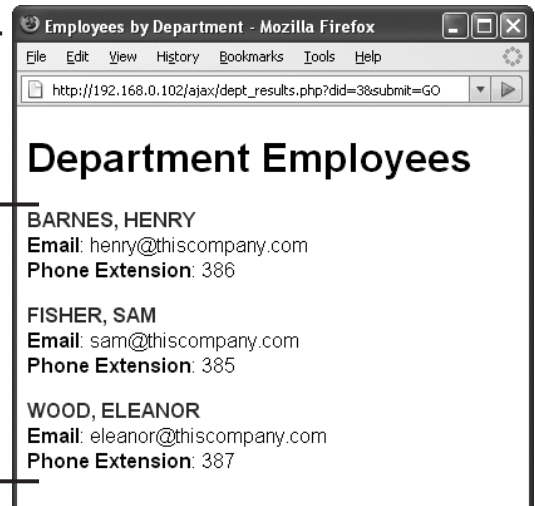 Employees by Department - Mozilla Firefox
File Edit View History Bookmarks Tools Help
http://192.168.0.102/ajax/dept_results.php?did=3&submit=GO
Department Employees
BARNES, HENRY
Email: henry@thiscompany.com
Phone Extension: 386
FISHER, SAM
Email: sam@thiscompany.com
Phone Extension: 385
WOOD, ELEANOR
Email: eleanor@thiscompany.com
Phone Extension: 387